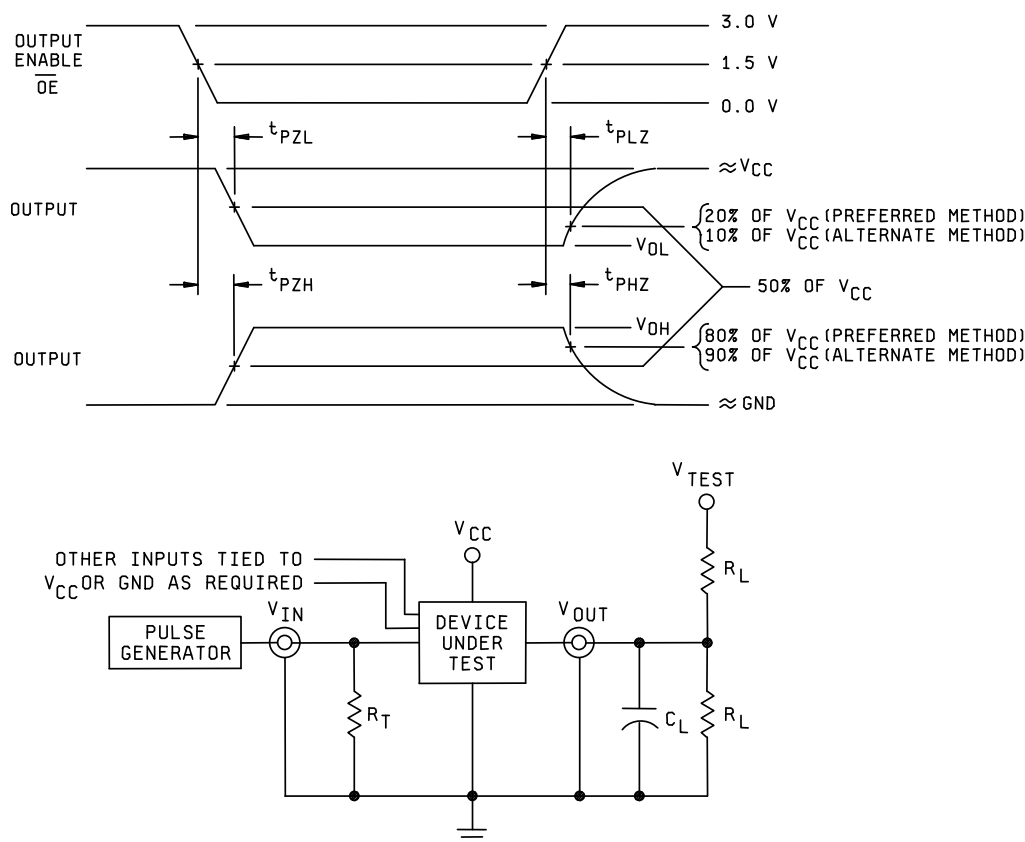 3.0 V
OUTPUT
ENABLE
OE
1.5 V
0.0 V
tPZL
tPLZ
≈VCC
OUTPUT
20% OF VCC (PREFERRED METHOD)
10% OF VCC (ALTERNATE METHOD)
VOL
tPZH
tPHZ
50% OF VCC
VOH
80% OF VCC (PREFERRED METHOD)
90% OF VCC (ALTERNATE METHOD)
OUTPUT
≈ GND
VTEST
VCC
OTHER INPUTS TIED TO
VCC OR GND AS REQUIRED
RL
VIN
VOUT
PULSE
GENERATOR
DEVICE
UNDER
TEST
RT
CL
RL